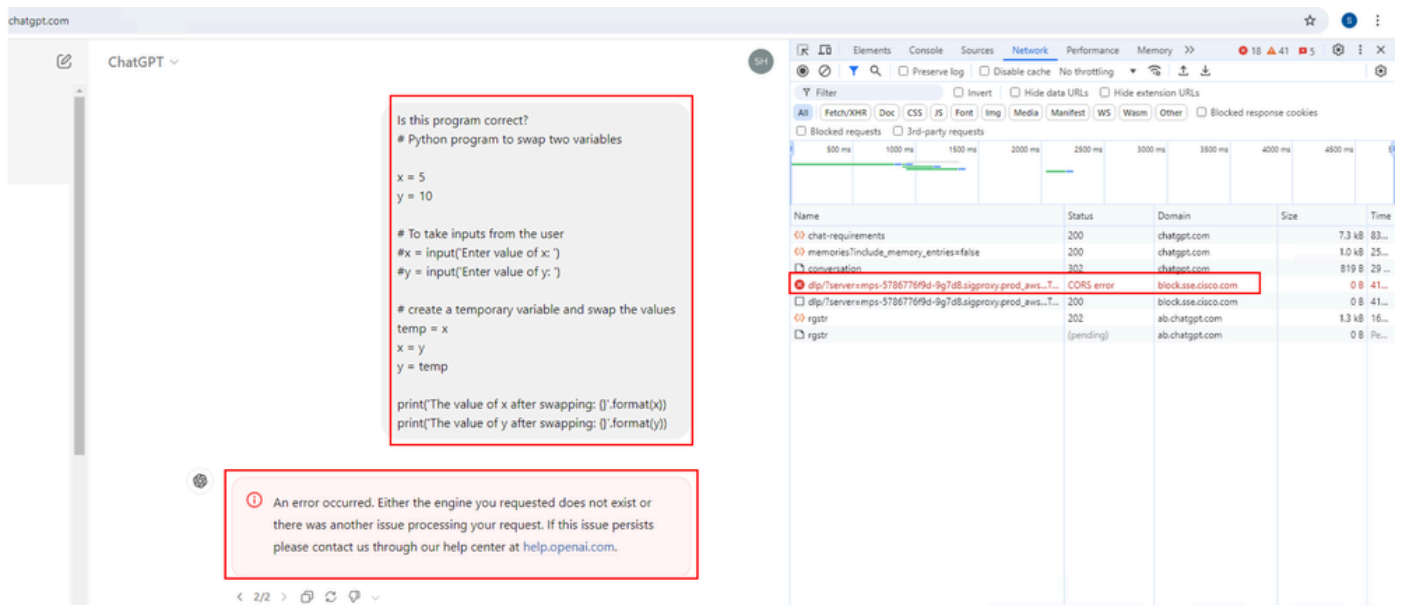 chatgpt.com
S
ChatGPT
SH
Is this program correct?
# Python program to swap two variables
x = 5
y = 10
# To take inputs from the user
#x = input('Enter value of x: ')
#y = input('Enter value of y: ')
# create a temporary variable and swap the values
temp = x
x = y
y = temp
print('The value of x after swapping: {}'.format(x))
print('The value of y after swapping: {}'.format(y))
An error occurred. Either the engine you requested does not exist or
there was another issue processing your request. If this issue persists
please contact us through our help center at help.openai.com.
2/2
Elements Console Sources Network Performance Memory 18 41 5
Preserve log Disable cache No throttling
Filter Invert Hide data URLs Hide extension URLs
All Fetch/XHR Doc CSS JS Font Img Media Manifest WS Wasm Other Blocked response cookies
Blocked requests 3rd-party requests
500 ms 1000 ms 1500 ms 2000 ms 2500 ms 3000 ms 3500 ms 4000 ms 4500 ms
Name Status Domain Size Time
chat-requirements 200 chatgpt.com 7.3 kB 83...
memories?include_memory_entries=false 200 chatgpt.com 1.0 kB 25...
conversation 302 chatgpt.com 819 B 29...
dlp/?server=mps-5786776f9d-9g7d8.sigproxy.prod_aws...T... CORS error block.sse.cisco.com 0 B 41...
dlp/?server=mps-5786776f9d-9g7d8.sigproxy.prod_aws...T... 200 block.sse.cisco.com 0 B 41...
rgstr 202 ab.chatgpt.com 1.3 kB 16...
rgstr (pending) ab.chatgpt.com 0 B Pe...